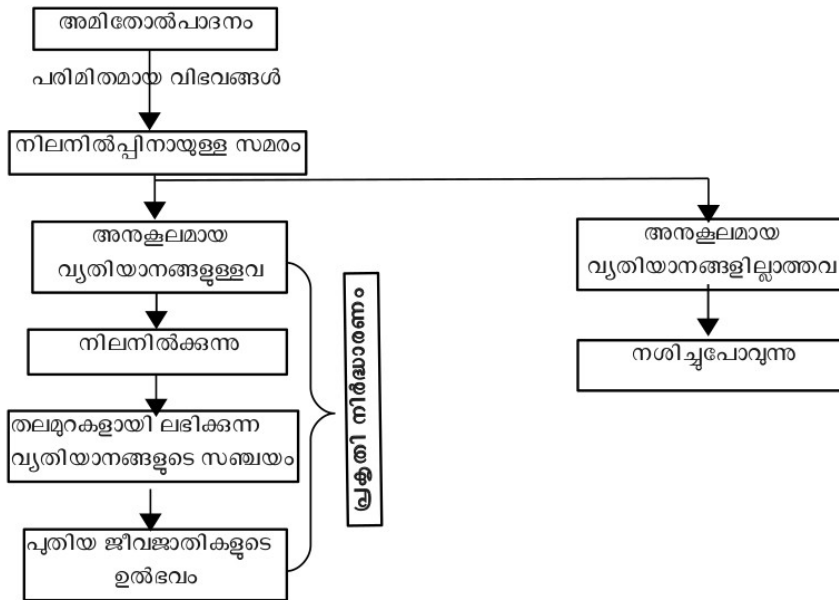 അമിതോൽപാദനം
പരിമിതമായ വിഭവങ്ങൾ
നിലനിൽപ്പിനായുള്ള സമരം
അനുകൂലമായ
വ്യതിയാനങ്ങളുള്ളവ
അനുകൂലമായ
വ്യതിയാനങ്ങളില്ലാത്തവ
നിലനിൽക്കുന്നു
നശിച്ചുപോവുന്നു
തലമുറകളായി ലഭിക്കുന്ന
വ്യതിയാനങ്ങളുടെ സഞ്ചയം
പുതിയ ജീവജാതികളുടെ
ഉൽഭവം
പ്രകൃതി നിർദ്ധാരണം